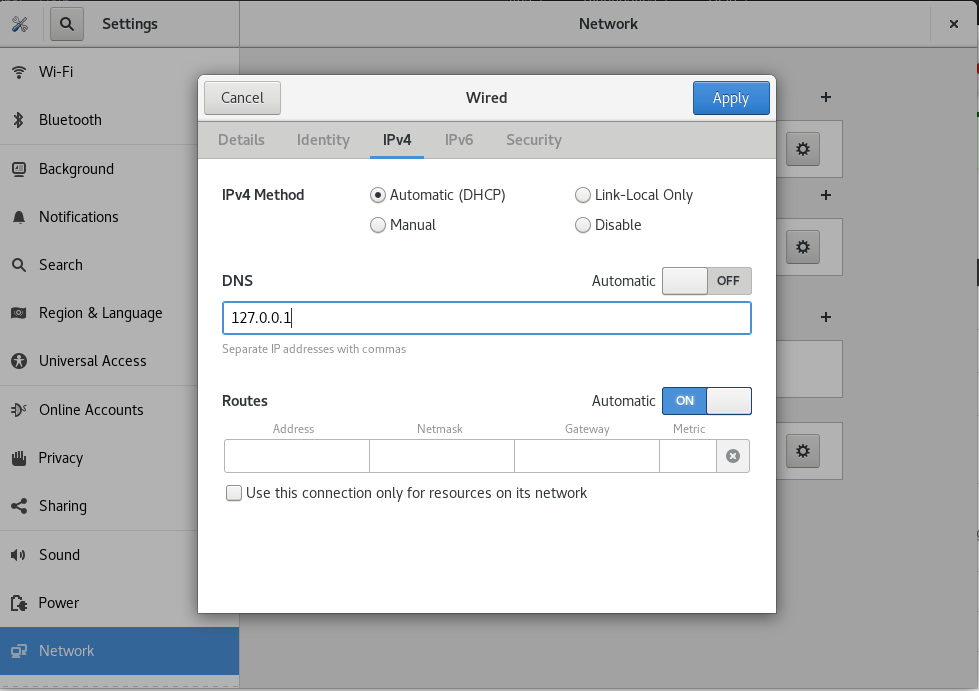 Settings
Network
Wi-Fi
Bluetooth
Background
Notifications
Search
Region & Language
Universal Access
Online Accounts
Privacy
Sharing
Sound
Power
Network
Cancel
Wired
Apply
Details Identity IPv4 IPv6 Security
IPv4 Method
Automatic (DHCP)
Link-Local Only
Manual
Disable
DNS
Automatic
OFF
127.0.0.1
Separate IP addresses with commas
Routes
Automatic
ON
Address Netmask Gateway Metric
Use this connection only for resources on its network